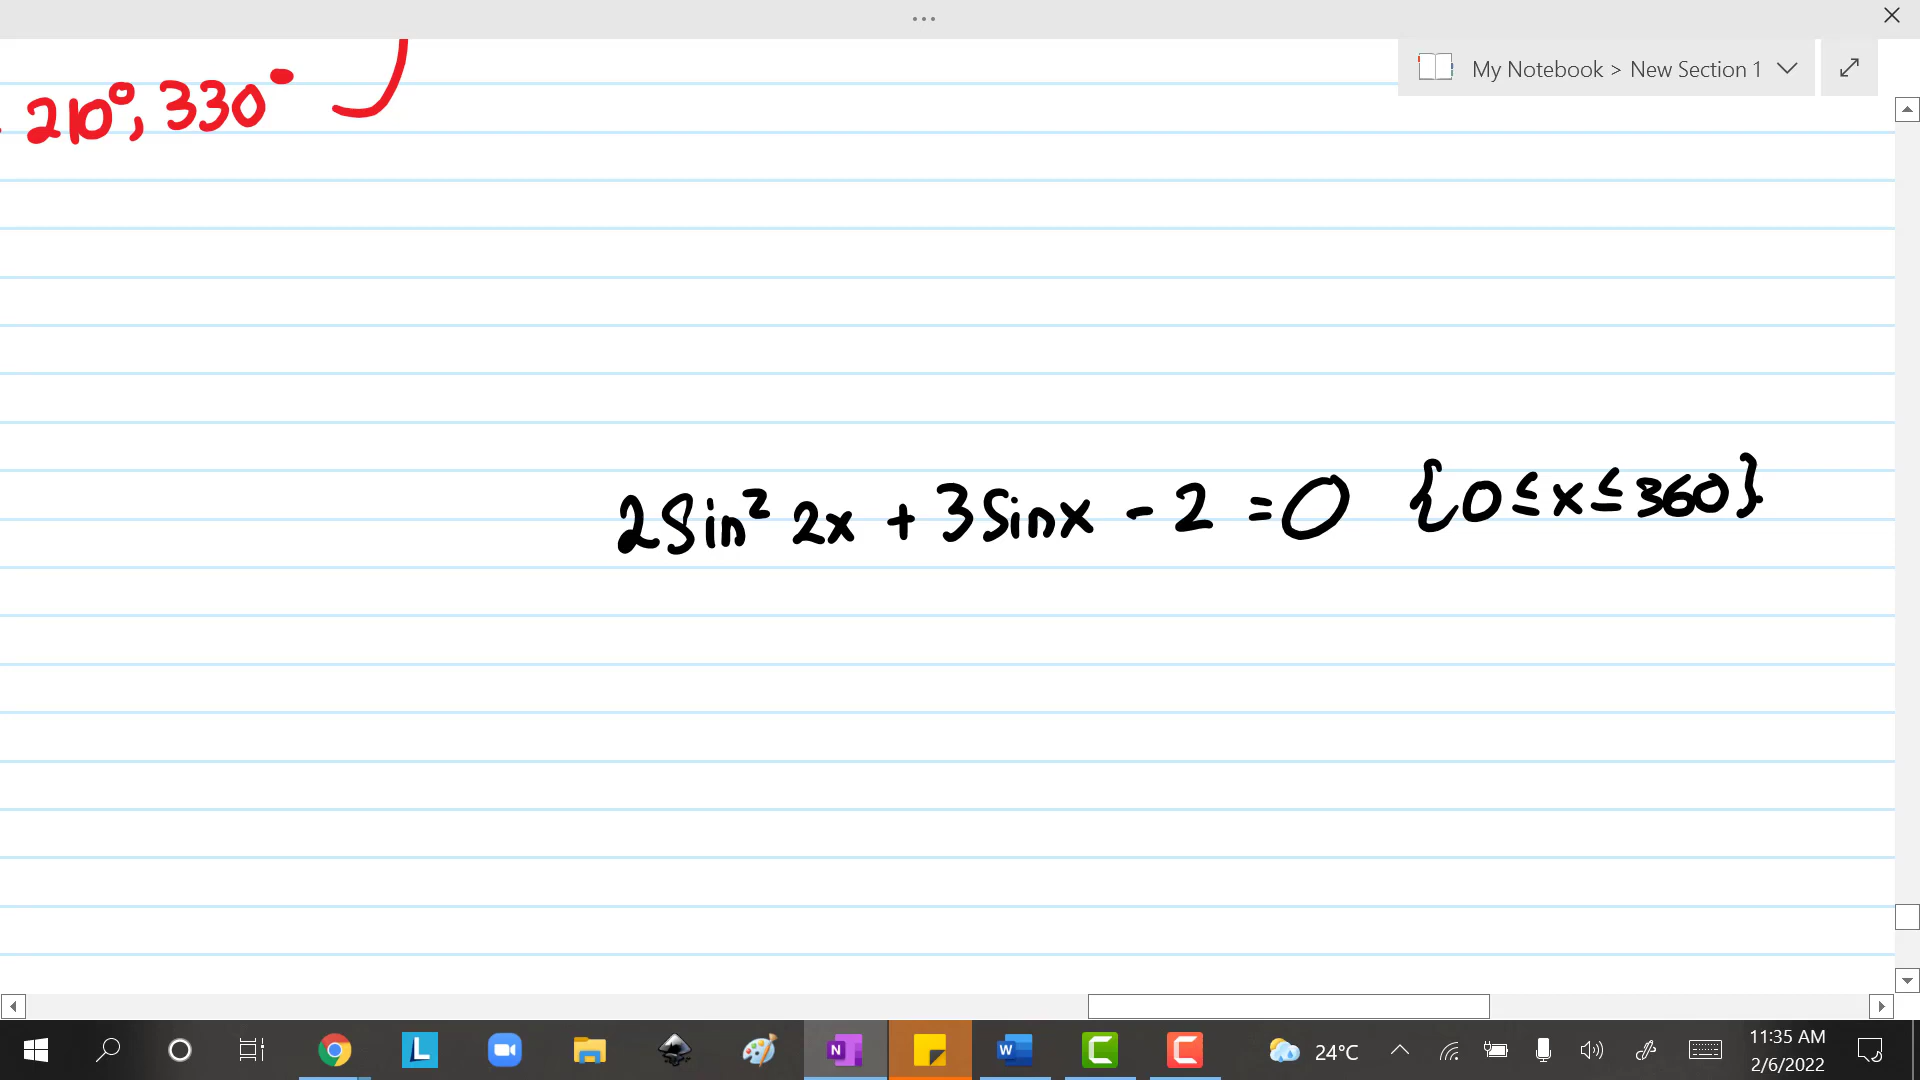 My Notebook > New Section 1
210°, 330°
2Sin² 2x + 3Sinx - 2 = 0 {0 ≤ x ≤ 360}
L
N
W
24°C
11:35 AM
2/6/2022